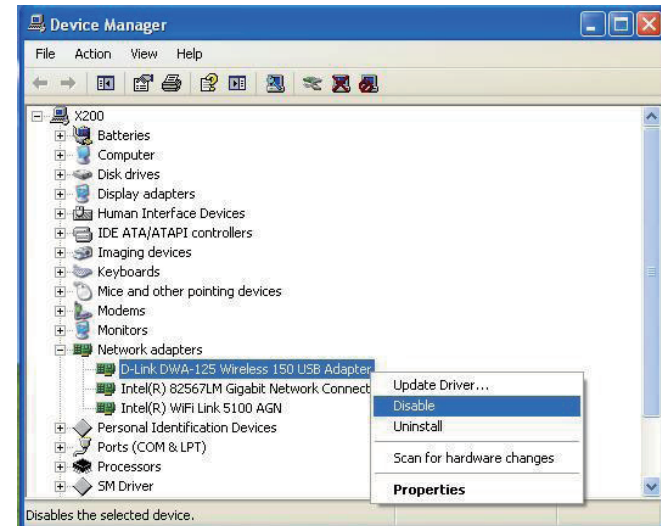 Device Manager
File Action View Help
X200
Batteries
Computer
Disk drives
Display adapters
Human Interface Devices
IDE ATA/ATAPI controllers
Imaging devices
Keyboards
Mice and other pointing devices
Modems
Monitors
Network adapters
D-Link DWA-125 Wireless 150 USB Adapter
Intel(R) 82567LM Gigabit Network Connect
Intel(R) WiFi Link 5100 AGN
Personal Identification Devices
Ports (COM & LPT)
Processors
SM Driver
Update Driver...
Disable
Uninstall
Scan for hardware changes
Properties
Disables the selected device.